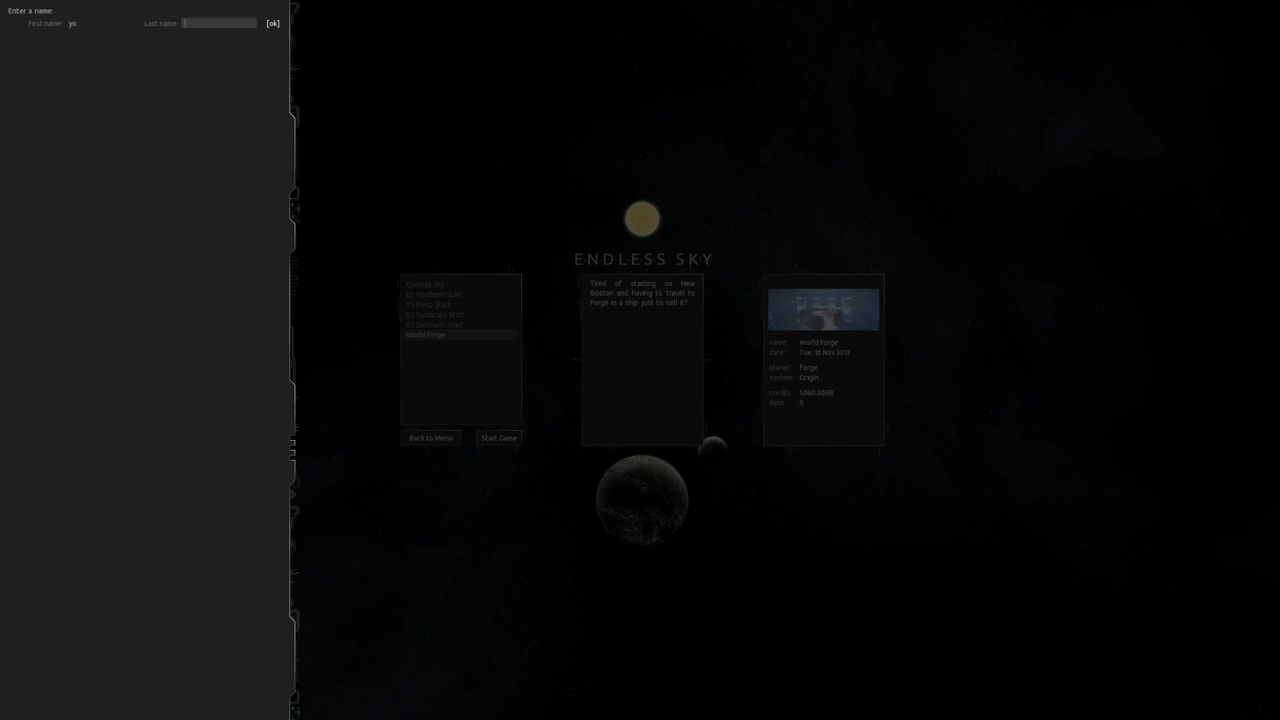 Enter a name:
First name: yo Last name: [ok]
ENDLESS SKY
Endless Sky
ES Northern Start
ES Deep Start
ES Syndicate Start
ES Southern Start
World Forge
Back to Menu Start Game
Tired of starting on New
Boston and having to travel to
Forge in a ship just to sell it?
name: World Forge
date: Tue, 16 Nov 3013
planet: Forge
system: Origin
credits: 1,000.000B
debt: 0